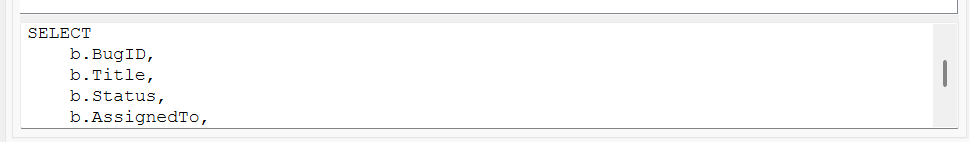 SELECT
    b.BugID,
    b.Title,
    b.Status,
    b.AssignedTo,